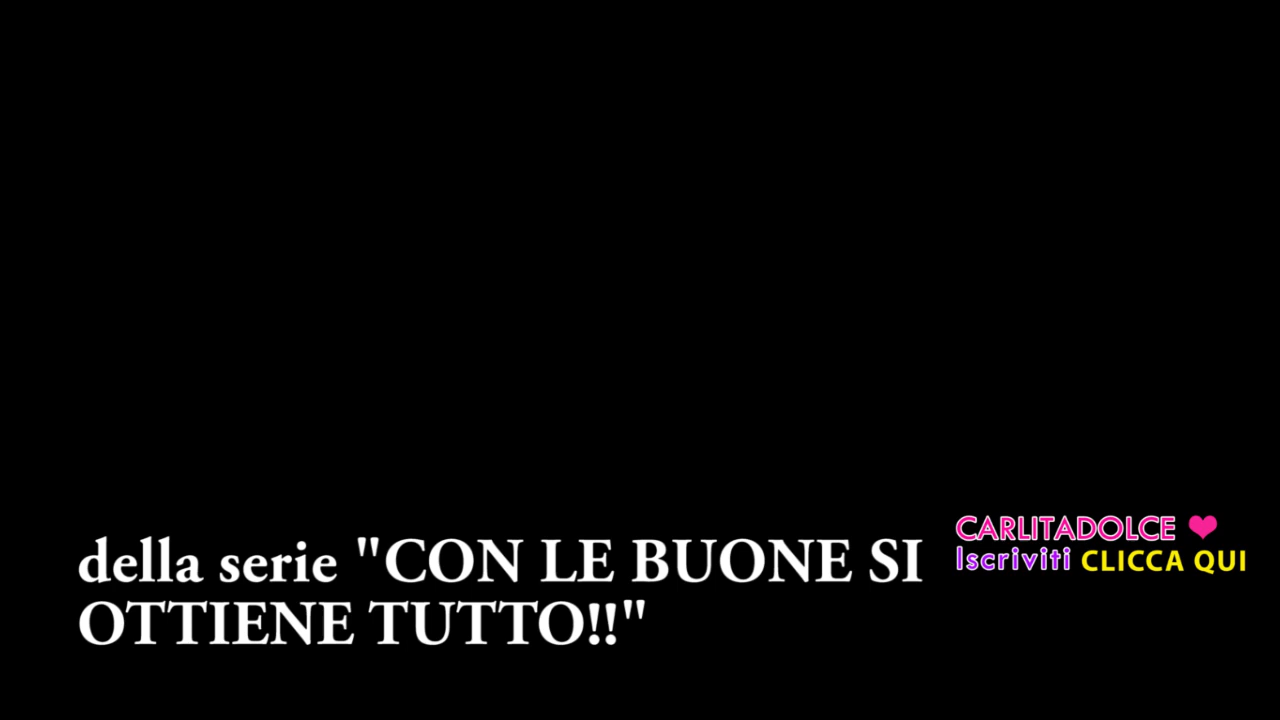 della serie "CON LE BUONE SI
OTTIENE TUTTO!!"
CARLITADOLCE ❤
Iscriviti CLICCA QUI